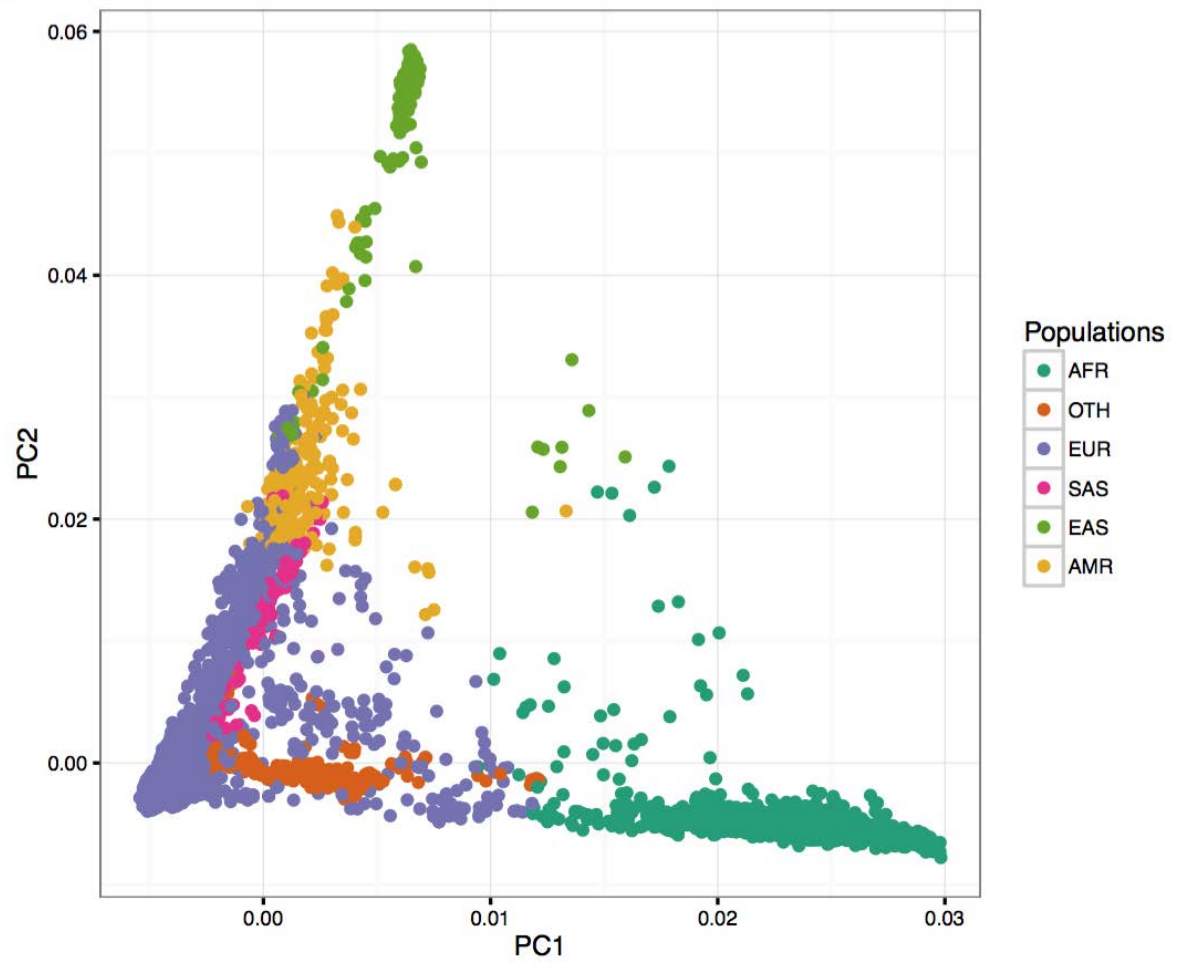 0.06
0.04
0.02
0.00
PC2
0.00
0.01
0.02
0.03
PC1
Populations
AFR
OTH
EUR
SAS
EAS
AMR